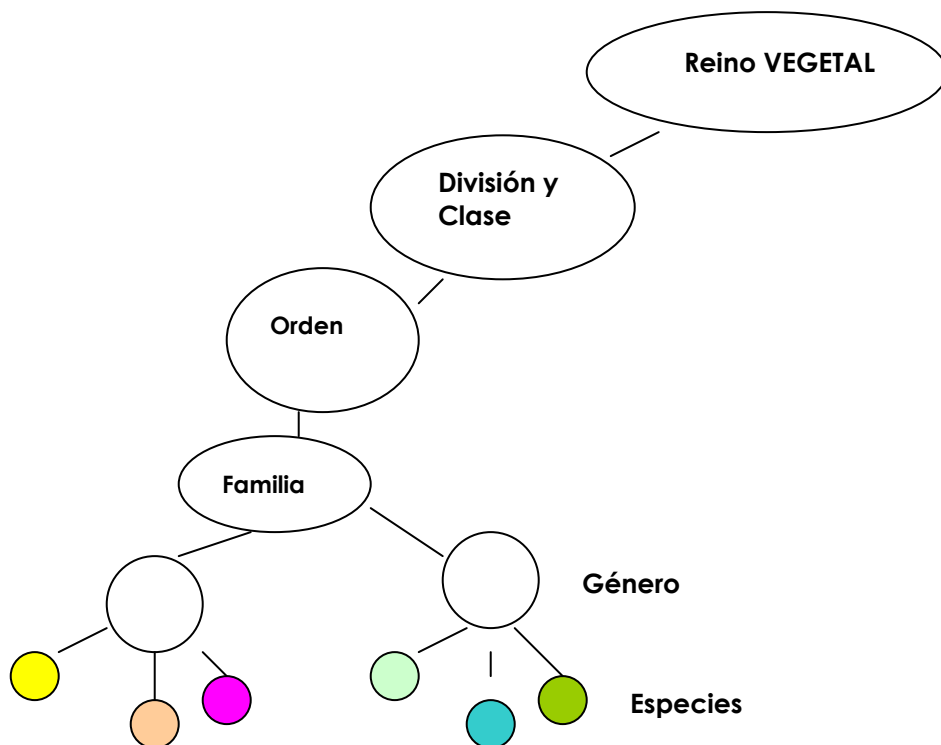 Reino VEGETAL
División y
Clase
Orden
Familia
Género
Especies